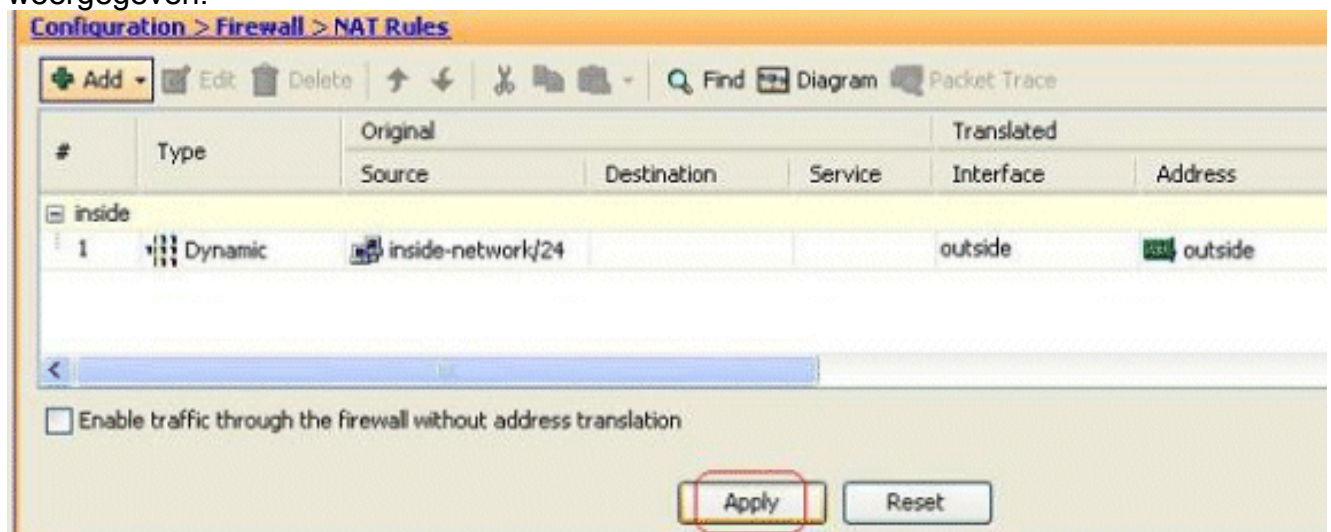 weergegeven.
Configuration > Firewall > NAT Rules
Add Edit Delete Find Diagram Packet Trace
# Type Original Translated
Source Destination Service Interface Address
inside
1 Dynamic inside-network/24 outside outside
Enable traffic through the firewall without address translation
Apply Reset